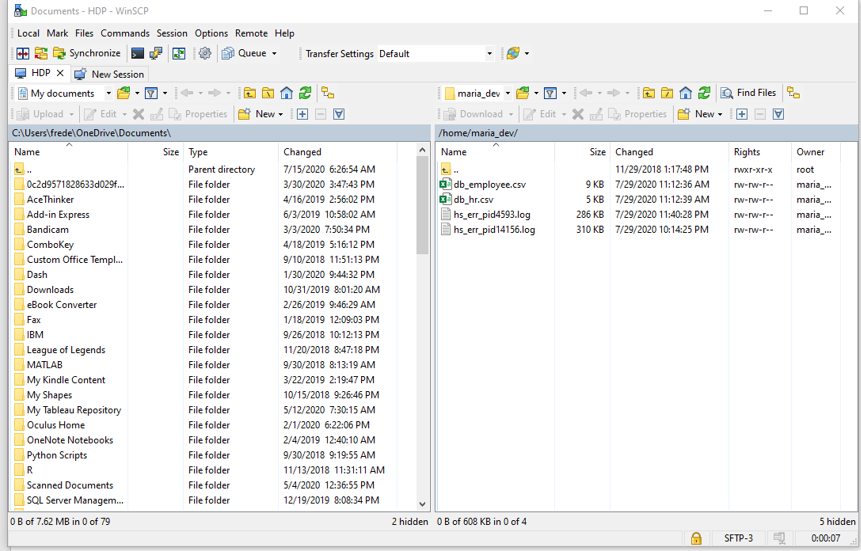 Documents - HDP - WinSCP
Local Mark Files Commands Session Options Remote Help
Synchronize Queue Transfer Settings Default
HDP New Session
My documents
Upload Edit Properties New
C:\Users\frede\OneDrive\Documents\
Name Size Type Changed
.. Parent directory 7/15/2020 6:26:54 AM
0c2d9571828633d029f... File folder 3/30/2020 3:47:43 PM
AceThinker File folder 4/16/2019 2:56:02 PM
Add-in Express File folder 6/3/2019 10:58:02 AM
Bandicam File folder 3/3/2020 7:50:34 PM
ComboKey File folder 4/18/2019 5:16:12 PM
Custom Office Templ... File folder 9/10/2018 11:51:13 PM
Dash File folder 1/30/2020 9:44:32 PM
Downloads File folder 10/31/2019 8:01:20 AM
eBook Converter File folder 2/26/2019 9:46:29 AM
Fax File folder 1/18/2019 12:09:03 PM
IBM File folder 9/30/2018 10:12:13 PM
League of Legends File folder 11/20/2018 8:47:18 PM
MATLAB File folder 9/30/2018 8:13:19 AM
My Kindle Content File folder 3/22/2019 2:19:47 PM
My Shapes File folder 10/15/2018 9:26:46 PM
My Tableau Repository File folder 5/12/2020 7:30:15 AM
Oculus Home File folder 2/1/2020 6:22:06 PM
OneNote Notebooks File folder 2/4/2019 12:40:10 AM
Python Scripts File folder 9/30/2018 9:19:55 AM
R File folder 11/13/2018 11:31:11 AM
Scanned Documents File folder 5/4/2020 12:36:55 PM
SQL Server Managem... File folder 12/19/2019 8:08:34 PM
0 B of 7.62 MB in 0 of 79 2 hidden
maria_dev Find Files
Download Edit Properties New
/home/maria_dev/
Name Size Changed Rights Owner
.. 11/29/2018 1:17:48 PM rwxr-xr-x root
db_employee.csv 9 KB 7/29/2020 11:12:36 AM rw-rw-r-- maria_...
db_hr.csv 5 KB 7/29/2020 11:12:39 AM rw-rw-r-- maria_...
hs_err_pid4593.log 286 KB 7/29/2020 11:40:28 PM rw-rw-r-- maria_...
hs_err_pid14156.log 310 KB 7/29/2020 10:14:25 PM rw-rw-r-- maria_...
0 B of 608 KB in 0 of 4 5 hidden
SFTP-3 0:00:07